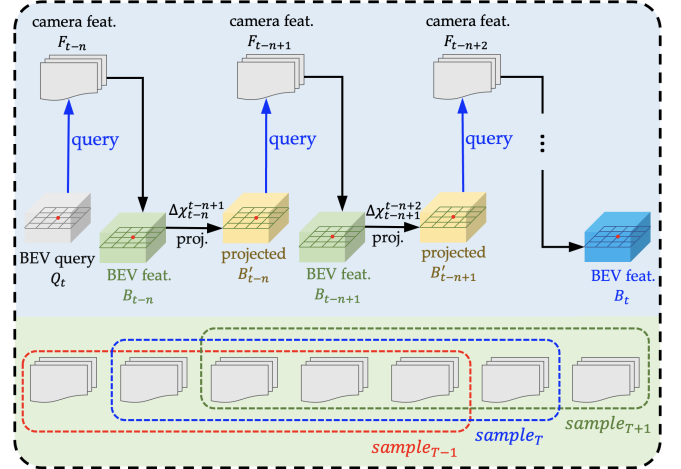 camera feat.
F_{t-n}
camera feat.
F_{t-n+1}
camera feat.
F_{t-n+2}
query
query
query
...
Δχ_{t-n}^{t-n+1}
proj.
Δχ_{t-n+1}^{t-n+2}
proj.
BEV query
Q_t
BEV feat.
B_{t-n}
projected
B'_{t-n}
BEV feat.
B_{t-n+1}
projected
B'_{t-n+1}
BEV feat.
B_t
sample_{T-1}
sample_T
sample_{T+1}